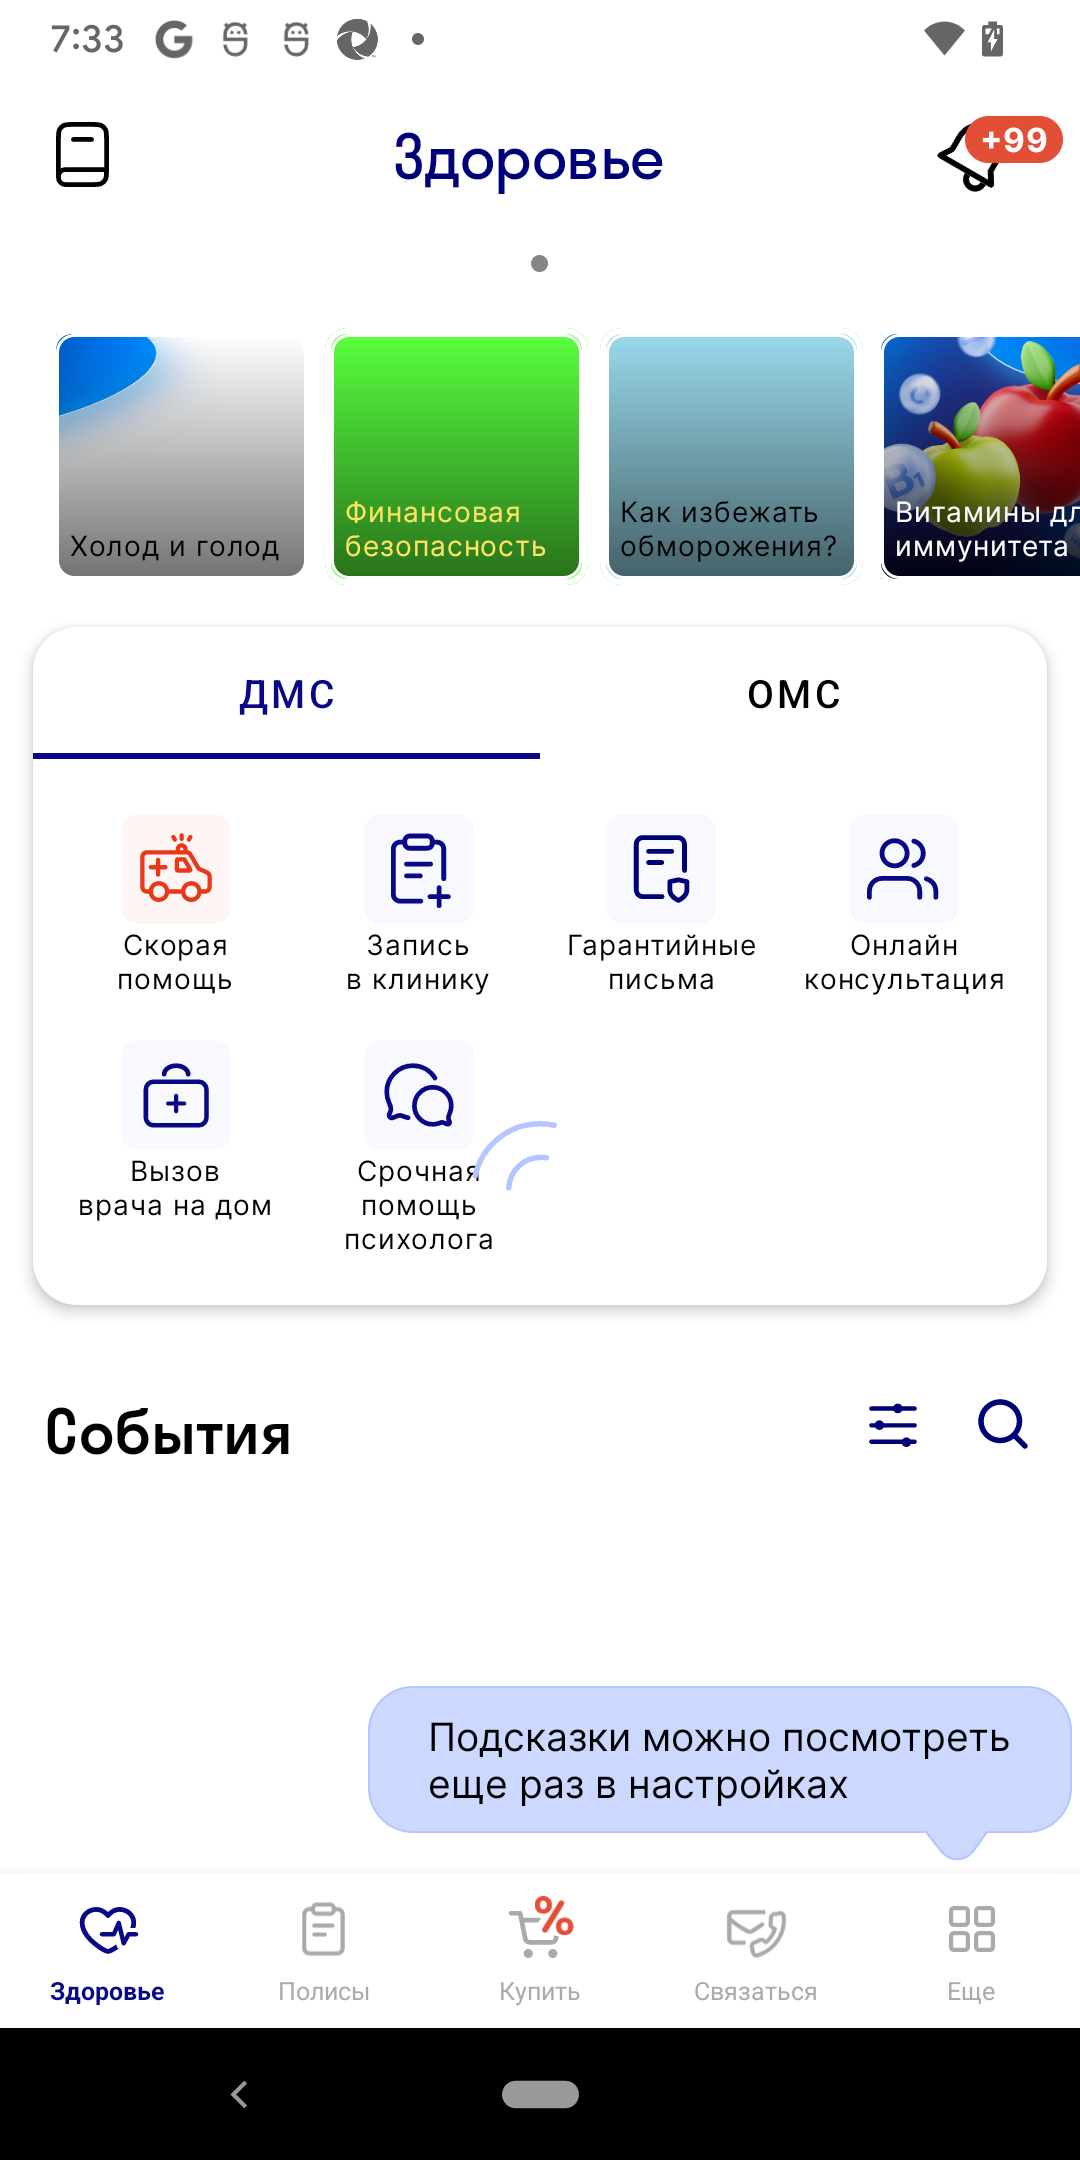 7:33
Здоровье
+99
Холод и голод
Финансовая
безопасность
Как избежать
обморожения?
Витамины дл
иммунитета
ДМС
ОМС
Скорая
помощь
Запись
в клинику
Гарантийные
письма
Онлайн
консультация
Вызов
врача на дом
Срочная
помощь
психолога
События
Подсказки можно посмотреть
еще раз в настройках
Здоровье
Полисы
Купить
Связаться
Еще